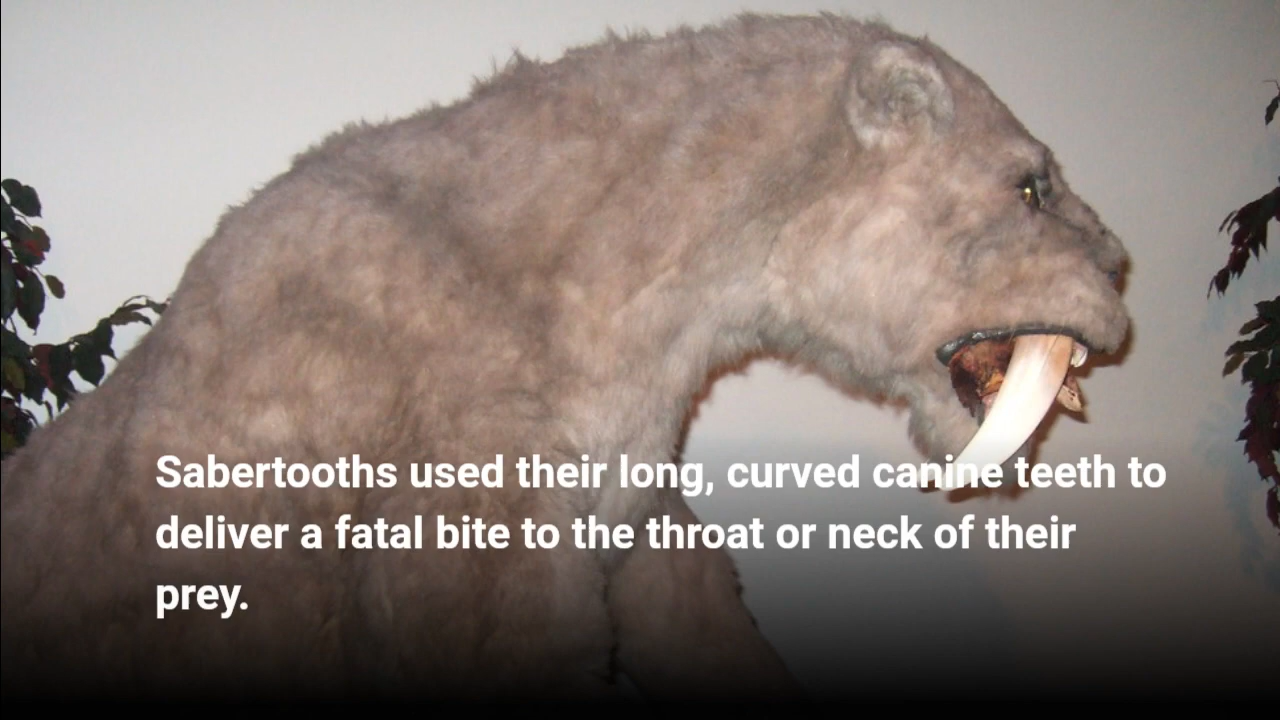 Sabertooths used their long, curved canine teeth to
deliver a fatal bite to the throat or neck of their
prey.